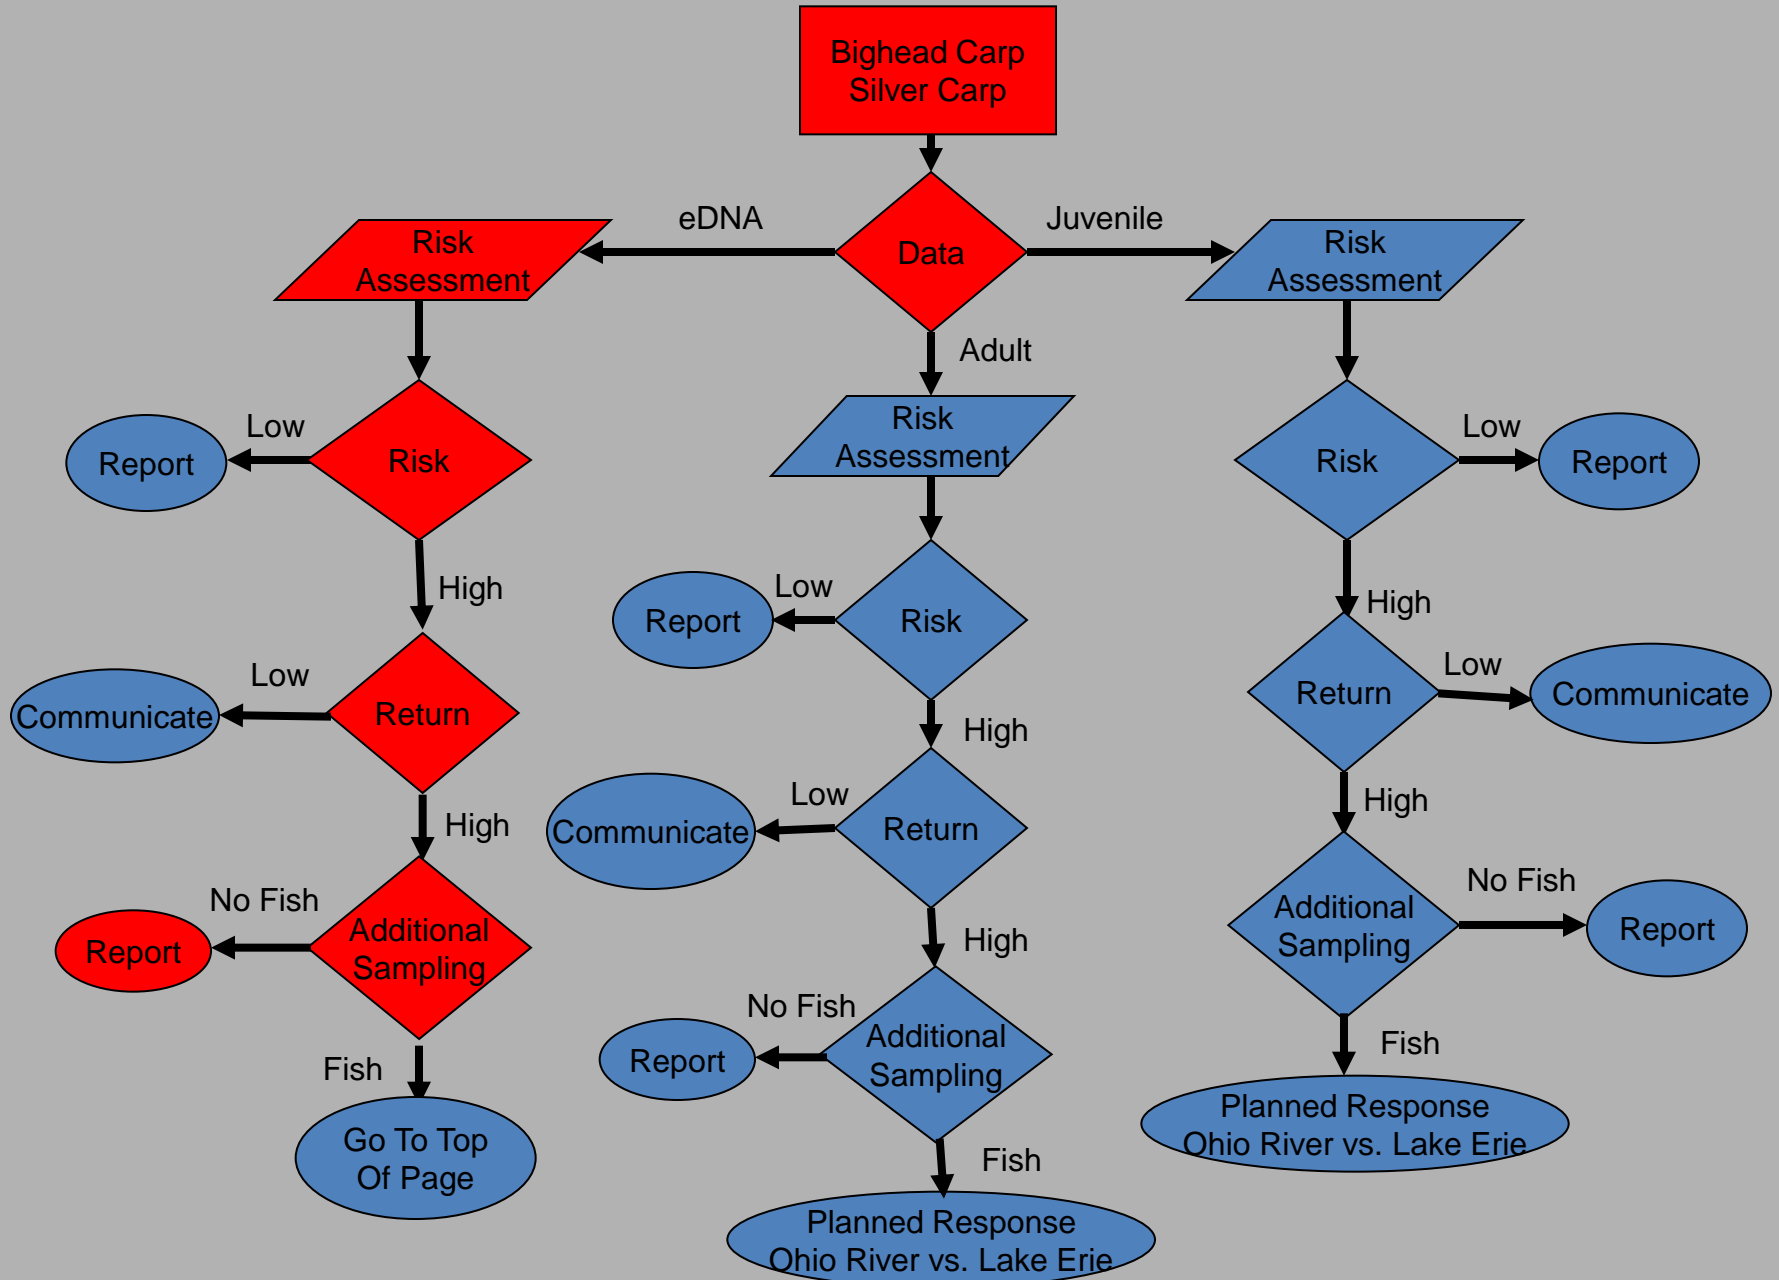 Bighead Carp
Silver Carp
eDNA
Data
Juvenile
Adult
Risk
Assessment
Low
Report
Risk
High
Low
Communicate
Return
High
No Fish
Report
Additional
Sampling
Fish
Go To Top
Of Page
Risk
Assessment
Low
Report
Risk
High
Low
Communicate
Return
High
No Fish
Report
Additional
Sampling
Fish
Planned Response
Ohio River vs. Lake Erie
Risk
Assessment
Risk
Low
Report
High
Return
Low
Communicate
High
Additional
Sampling
No Fish
Report
Fish
Planned Response
Ohio River vs. Lake Erie